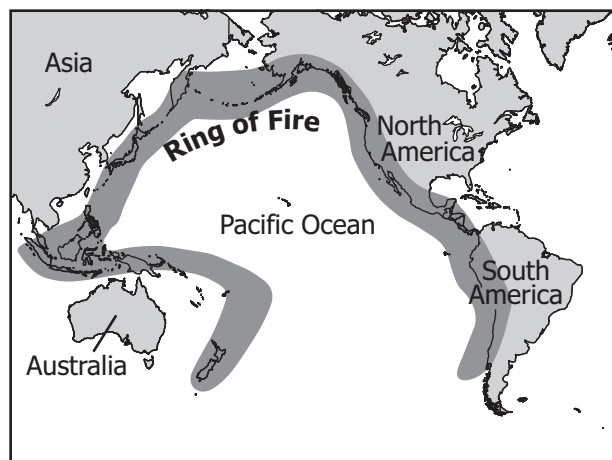 Asia
Ring of Fire
North
America
Pacific Ocean
South
America
Australia